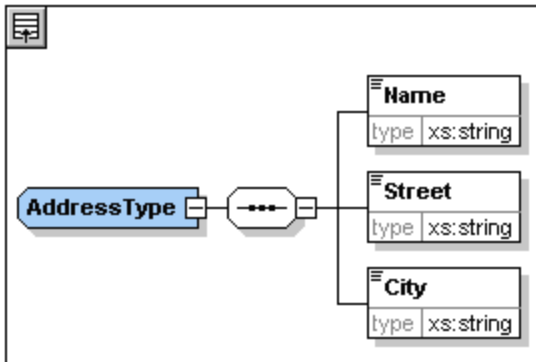 Name
type xs:string
AddressType
Street
type xs:string
City
type xs:string